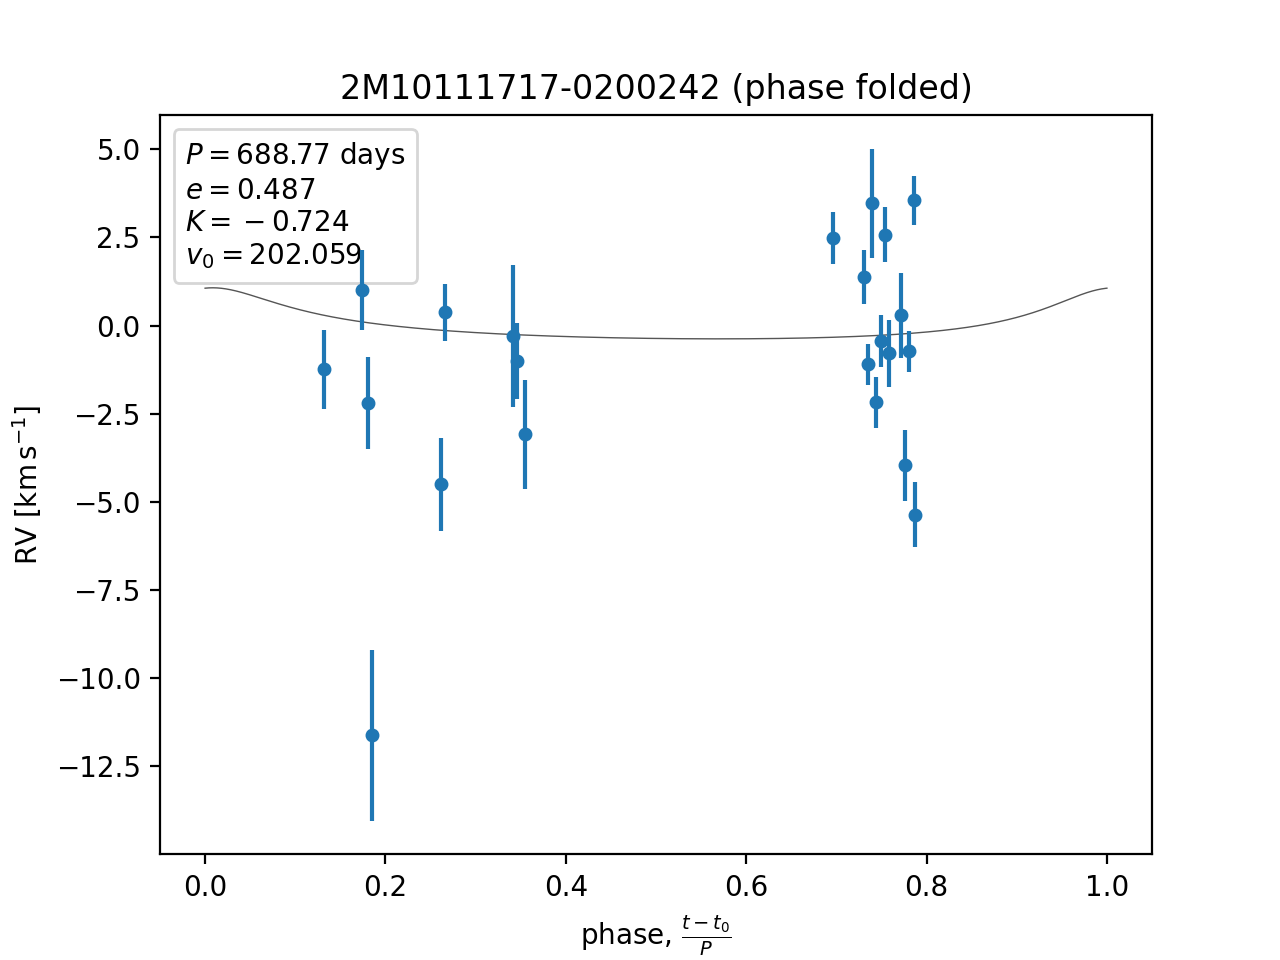 2M10111717-0200242 (phase folded)
P = 688.77 days
e = 0.487
K = −0.724
v₀ = 202.059
5.0
2.5
0.0
−2.5
−5.0
−7.5
−10.0
−12.5
RV [km s⁻¹]
0.0 0.2 0.4 0.6 0.8 1.0
phase, (t − t₀)/P